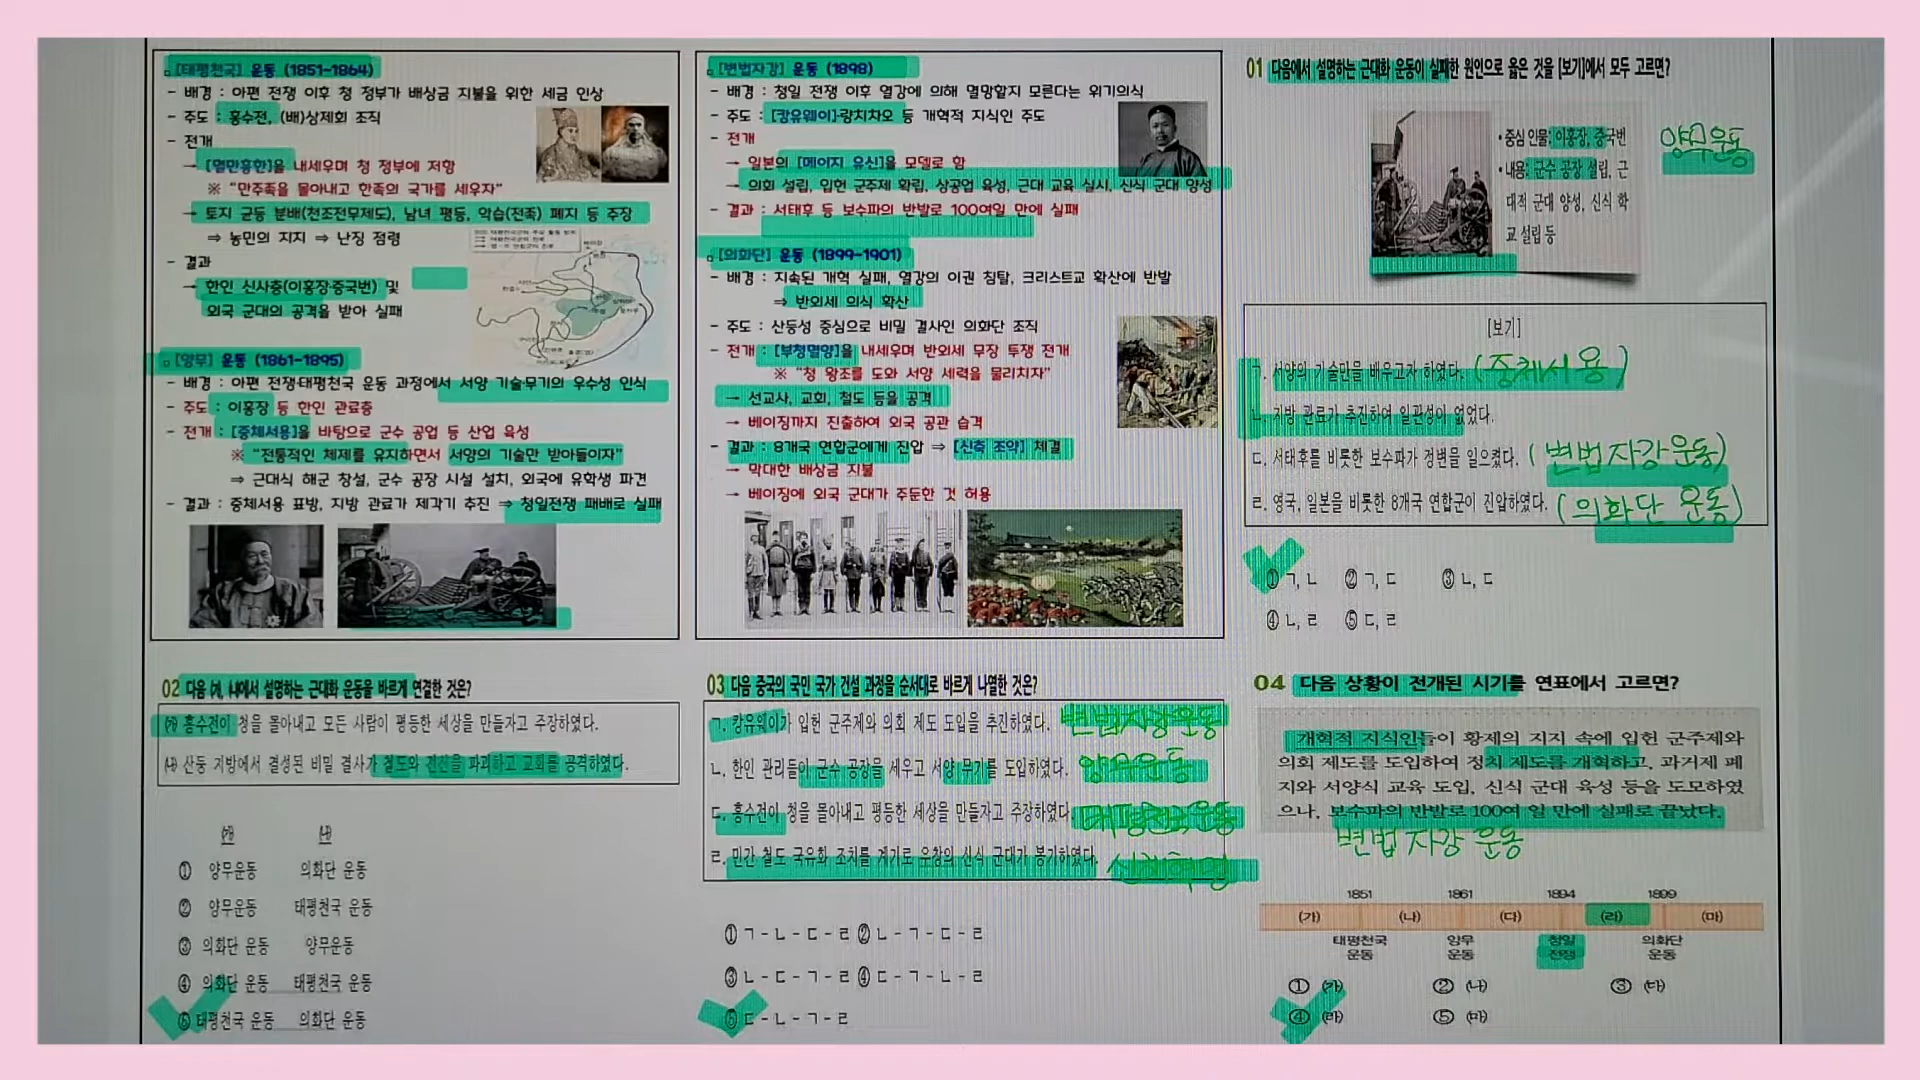 [태평천국] 운동 (1851-1864)
- 배경 : 아편 전쟁 이후 청 정부가 배상금 지불을 위한 세금 인상
- 주도 : 홍수전, (배)상제회 조직
- 전개
→ [멸만흥한]을 내세우며 청 정부에 저항
※ “만주족을 몰아내고 한족의 국가를 세우자”
→ 토지 균등 분배(천조전무제도), 남녀 평등, 악습(전족) 폐지 등 주장
⇒ 농민의 지지 ⇒ 난징 점령
- 결과
→ 한인 신사층(이홍장·증국번) 및
외국 군대의 공격을 받아 실패
[양무] 운동 (1861-1895)
- 배경 : 아편 전쟁·태평천국 운동 과정에서 서양 기술·무기의 우수성 인식
- 주도 : 이홍장 등 한인 관료층
- 전개 : [중체서용]을 바탕으로 군수 공업 등 산업 육성
※ “전통적인 체제를 유지하면서 서양의 기술만 받아들이자”
⇒ 근대식 해군 창설, 군수 공장 시설 설치, 외국에 유학생 파견
- 결과 : 중체서용 표방, 지방 관료가 제각기 추진 ⇒ 청일전쟁 패배로 실패
[변법자강] 운동 (1898)
- 배경 : 청일 전쟁 이후 열강에 의해 멸망할지 모른다는 위기의식
- 주도 : [캉유웨이]·량치차오 등 개혁적 지식인 주도
- 전개
→ 일본의 [메이지 유신]을 모델로 함
→ 의회 설립, 입헌 군주제 확립, 상공업 육성, 근대 교육 실시, 신식 군대 양성
- 결과 : 서태후 등 보수파의 반발로 100여일 만에 실패
[의화단] 운동 (1899-1901)
- 배경 : 지속된 개혁 실패, 열강의 이권 침탈, 크리스트교 확산에 반발
⇒ 반외세 의식 확산
- 주도 : 산둥성 중심으로 비밀 결사인 의화단 조직
- 전개 : [부청멸양]을 내세우며 반외세 무장 투쟁 전개
※ “청 왕조를 도와 서양 세력을 물리치자”
→ 선교사, 교회, 철도 등을 공격
→ 베이징까지 진출하여 외국 공관 습격
- 결과 : 8개국 연합군에게 진압 ⇒ [신축 조약] 체결
→ 막대한 배상금 지불
→ 베이징에 외국 군대가 주둔한 것 허용
01 다음에서 설명하는 근대화 운동이 실패한 원인으로 옳은 것을 [보기]에서 모두 고르면?
•중심 인물: 이홍장, 증국번
•내용: 군수 공장 설립, 근
대적 군대 양성, 신식 학
교 설립 등
양무운동
[보기]
ㄱ. 서양의 기술만을 배우고자 하였다. (중체서용)
ㄴ. 지방 관료가 추진하여 일관성이 없었다.
ㄷ. 서태후를 비롯한 보수파가 정변을 일으켰다. (변법자강운동)
ㄹ. 영국, 일본을 비롯한 8개국 연합군이 진압하였다. (의화단 운동)
① ㄱ, ㄴ ② ㄱ, ㄷ ③ ㄴ, ㄷ
④ ㄴ, ㄹ ⑤ ㄷ, ㄹ
02 다음 (가), (나)에서 설명하는 근대화 운동을 바르게 연결한 것은?
(가) 홍수전이 청을 몰아내고 모든 사람이 평등한 세상을 만들자고 주장하였다.
(나) 산둥 지방에서 결성된 비밀 결사가 철도와 전신을 파괴하고 교회를 공격하였다.
(가) (나)
① 양무운동 의화단 운동
② 양무운동 태평천국 운동
③ 의화단 운동 양무운동
④ 의화단 운동 태평천국 운동
⑤ 태평천국 운동 의화단 운동
03 다음 중국의 국민 국가 건설 과정을 순서대로 바르게 나열한 것은?
ㄱ. 캉유웨이가 입헌 군주제와 의회 제도 도입을 추진하였다. 변법자강운동
ㄴ. 한인 관리들이 군수 공장을 세우고 서양 무기를 도입하였다. 양무운동
ㄷ. 홍수전이 청을 몰아내고 평등한 세상을 만들자고 주장하였다. 태평천국운동
ㄹ. 민간 철도 국유화 조치를 계기로 우창의 신식 군대가 봉기하였다. 신해혁명
① ㄱ - ㄴ - ㄷ - ㄹ ② ㄴ - ㄱ - ㄷ - ㄹ
③ ㄴ - ㄷ - ㄱ - ㄹ ④ ㄷ - ㄱ - ㄴ - ㄹ
⑤ ㄷ - ㄴ - ㄱ - ㄹ
04 다음 상황이 전개된 시기를 연표에서 고르면?
개혁적 지식인들이 황제의 지지 속에 입헌 군주제와
의회 제도를 도입하여 정치 제도를 개혁하고, 과거제 폐
지와 서양식 교육 도입, 신식 군대 육성 등을 도모하였
으나, 보수파의 반발로 100여 일 만에 실패로 끝났다.
변법자강 운동
1851 1861 1894 1899
(가) (나) (다) (라) (마)
태평천국 양무 청일 의화단
운동 운동 전쟁 운동
① (가) ② (나) ③ (다)
④ (라) ⑤ (마)